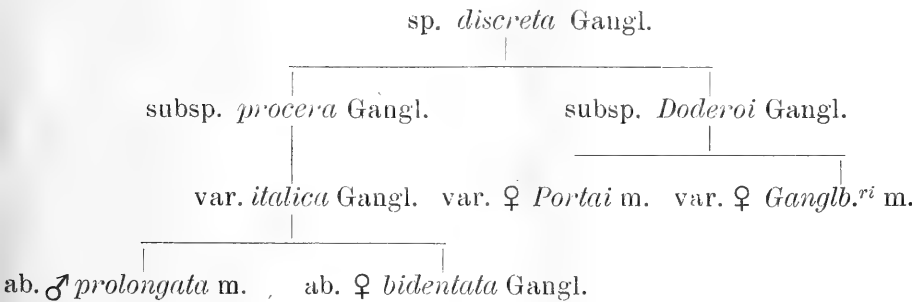 sp. discreta Gangl.
subsp. procera Gangl. subsp. Doderoi Gangl.
var. italica Gangl. var. ♀ Portai m. var. ♀ Ganglb.ri m.
ab. ♂ prolongata m. , ab. ♀ bidentata Gangl.